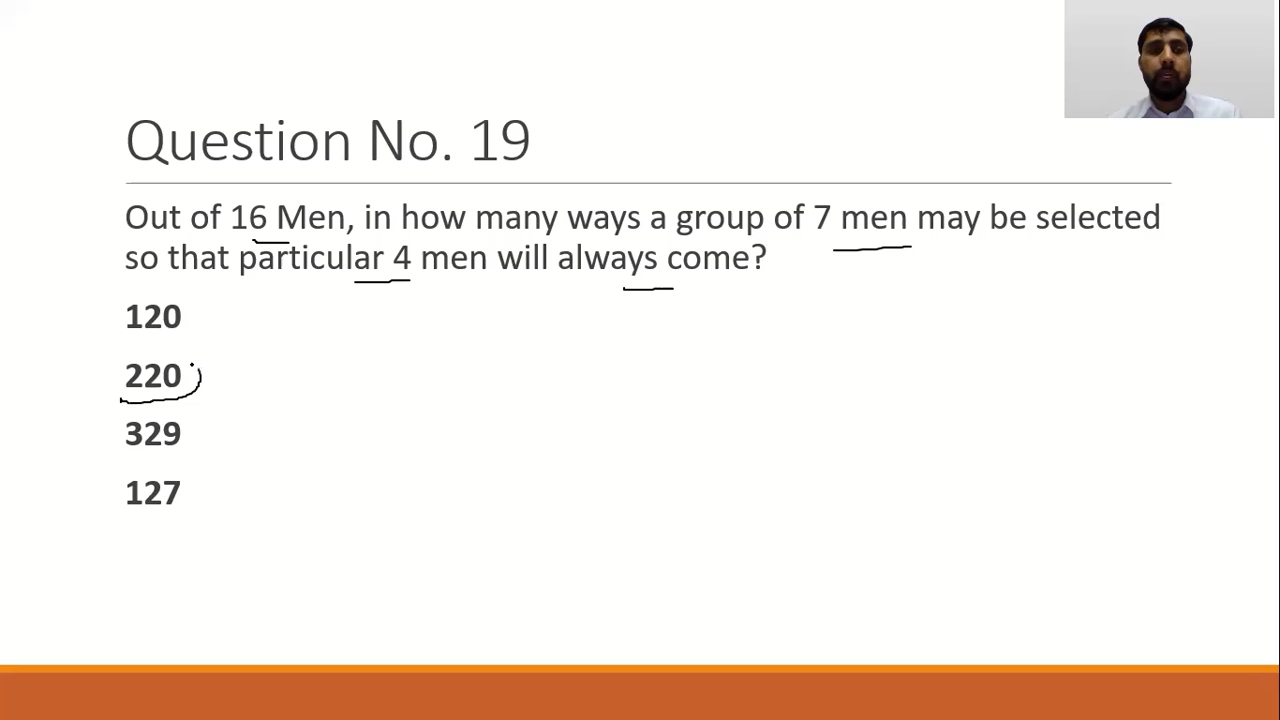 Question No. 19
Out of 16 Men, in how many ways a group of 7 men may be selected
so that particular 4 men will always come?
120
220
329
127